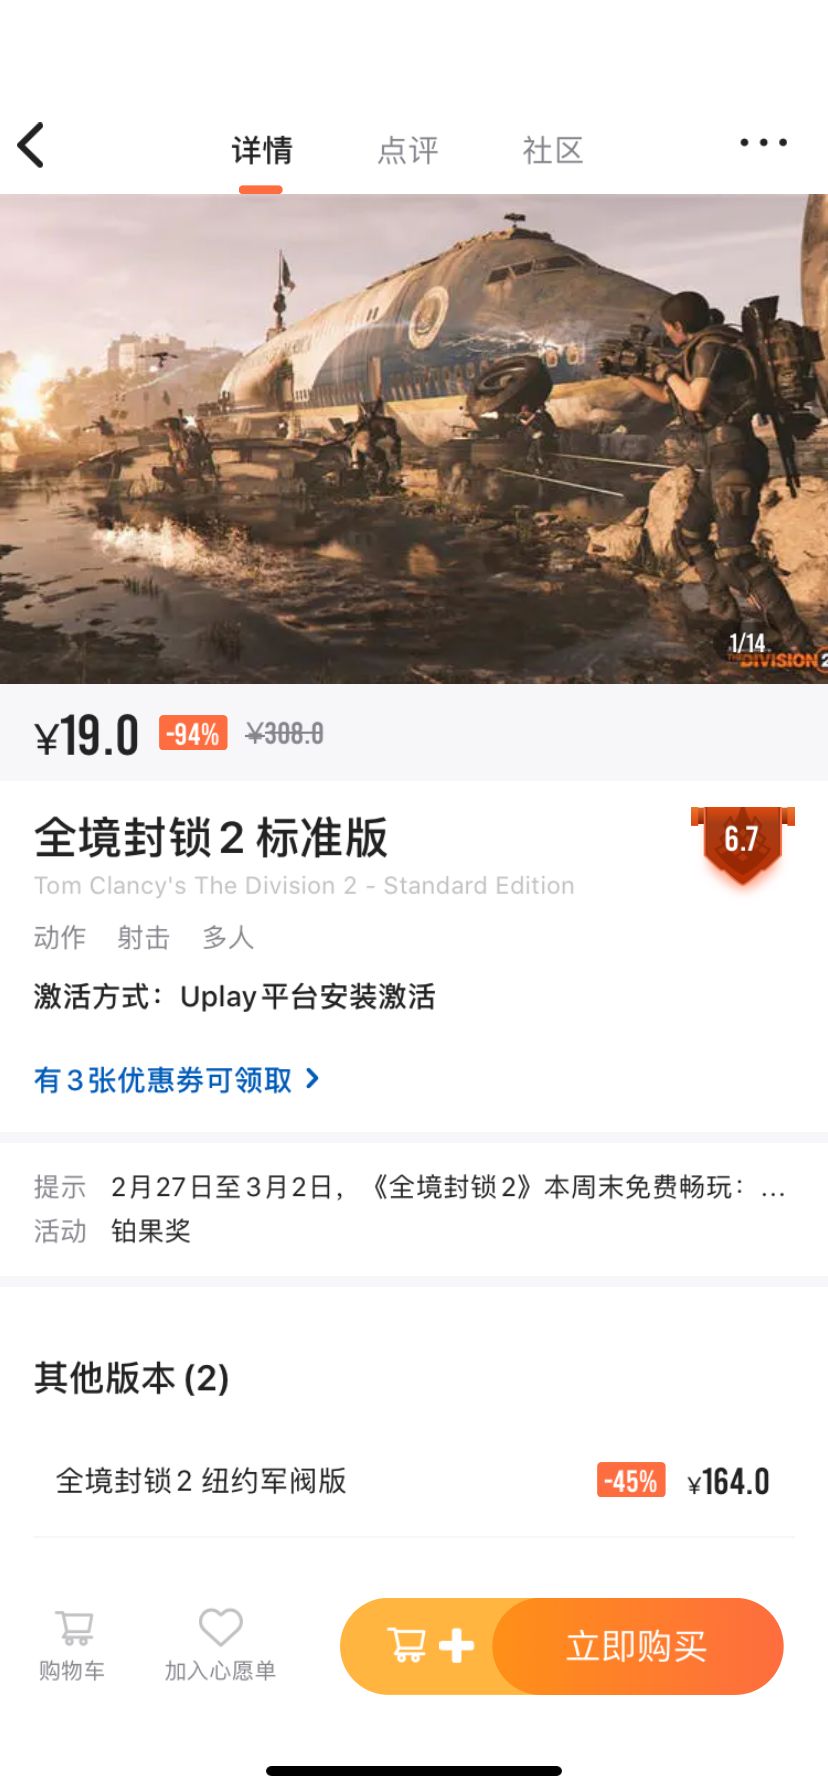 详情 点评 社区
1/14
THE DIVISION 2
¥19.0 -94% ¥308.0
全境封锁2 标准版
6.7
Tom Clancy's The Division 2 - Standard Edition
动作 射击 多人
激活方式：Uplay平台安装激活
有3张优惠券可领取
提示 2月27日至3月2日，《全境封锁2》本周末免费畅玩：...
活动 铂果奖
其他版本 (2)
全境封锁2 纽约军阀版 -45% ¥164.0
购物车 加入心愿单 立即购买